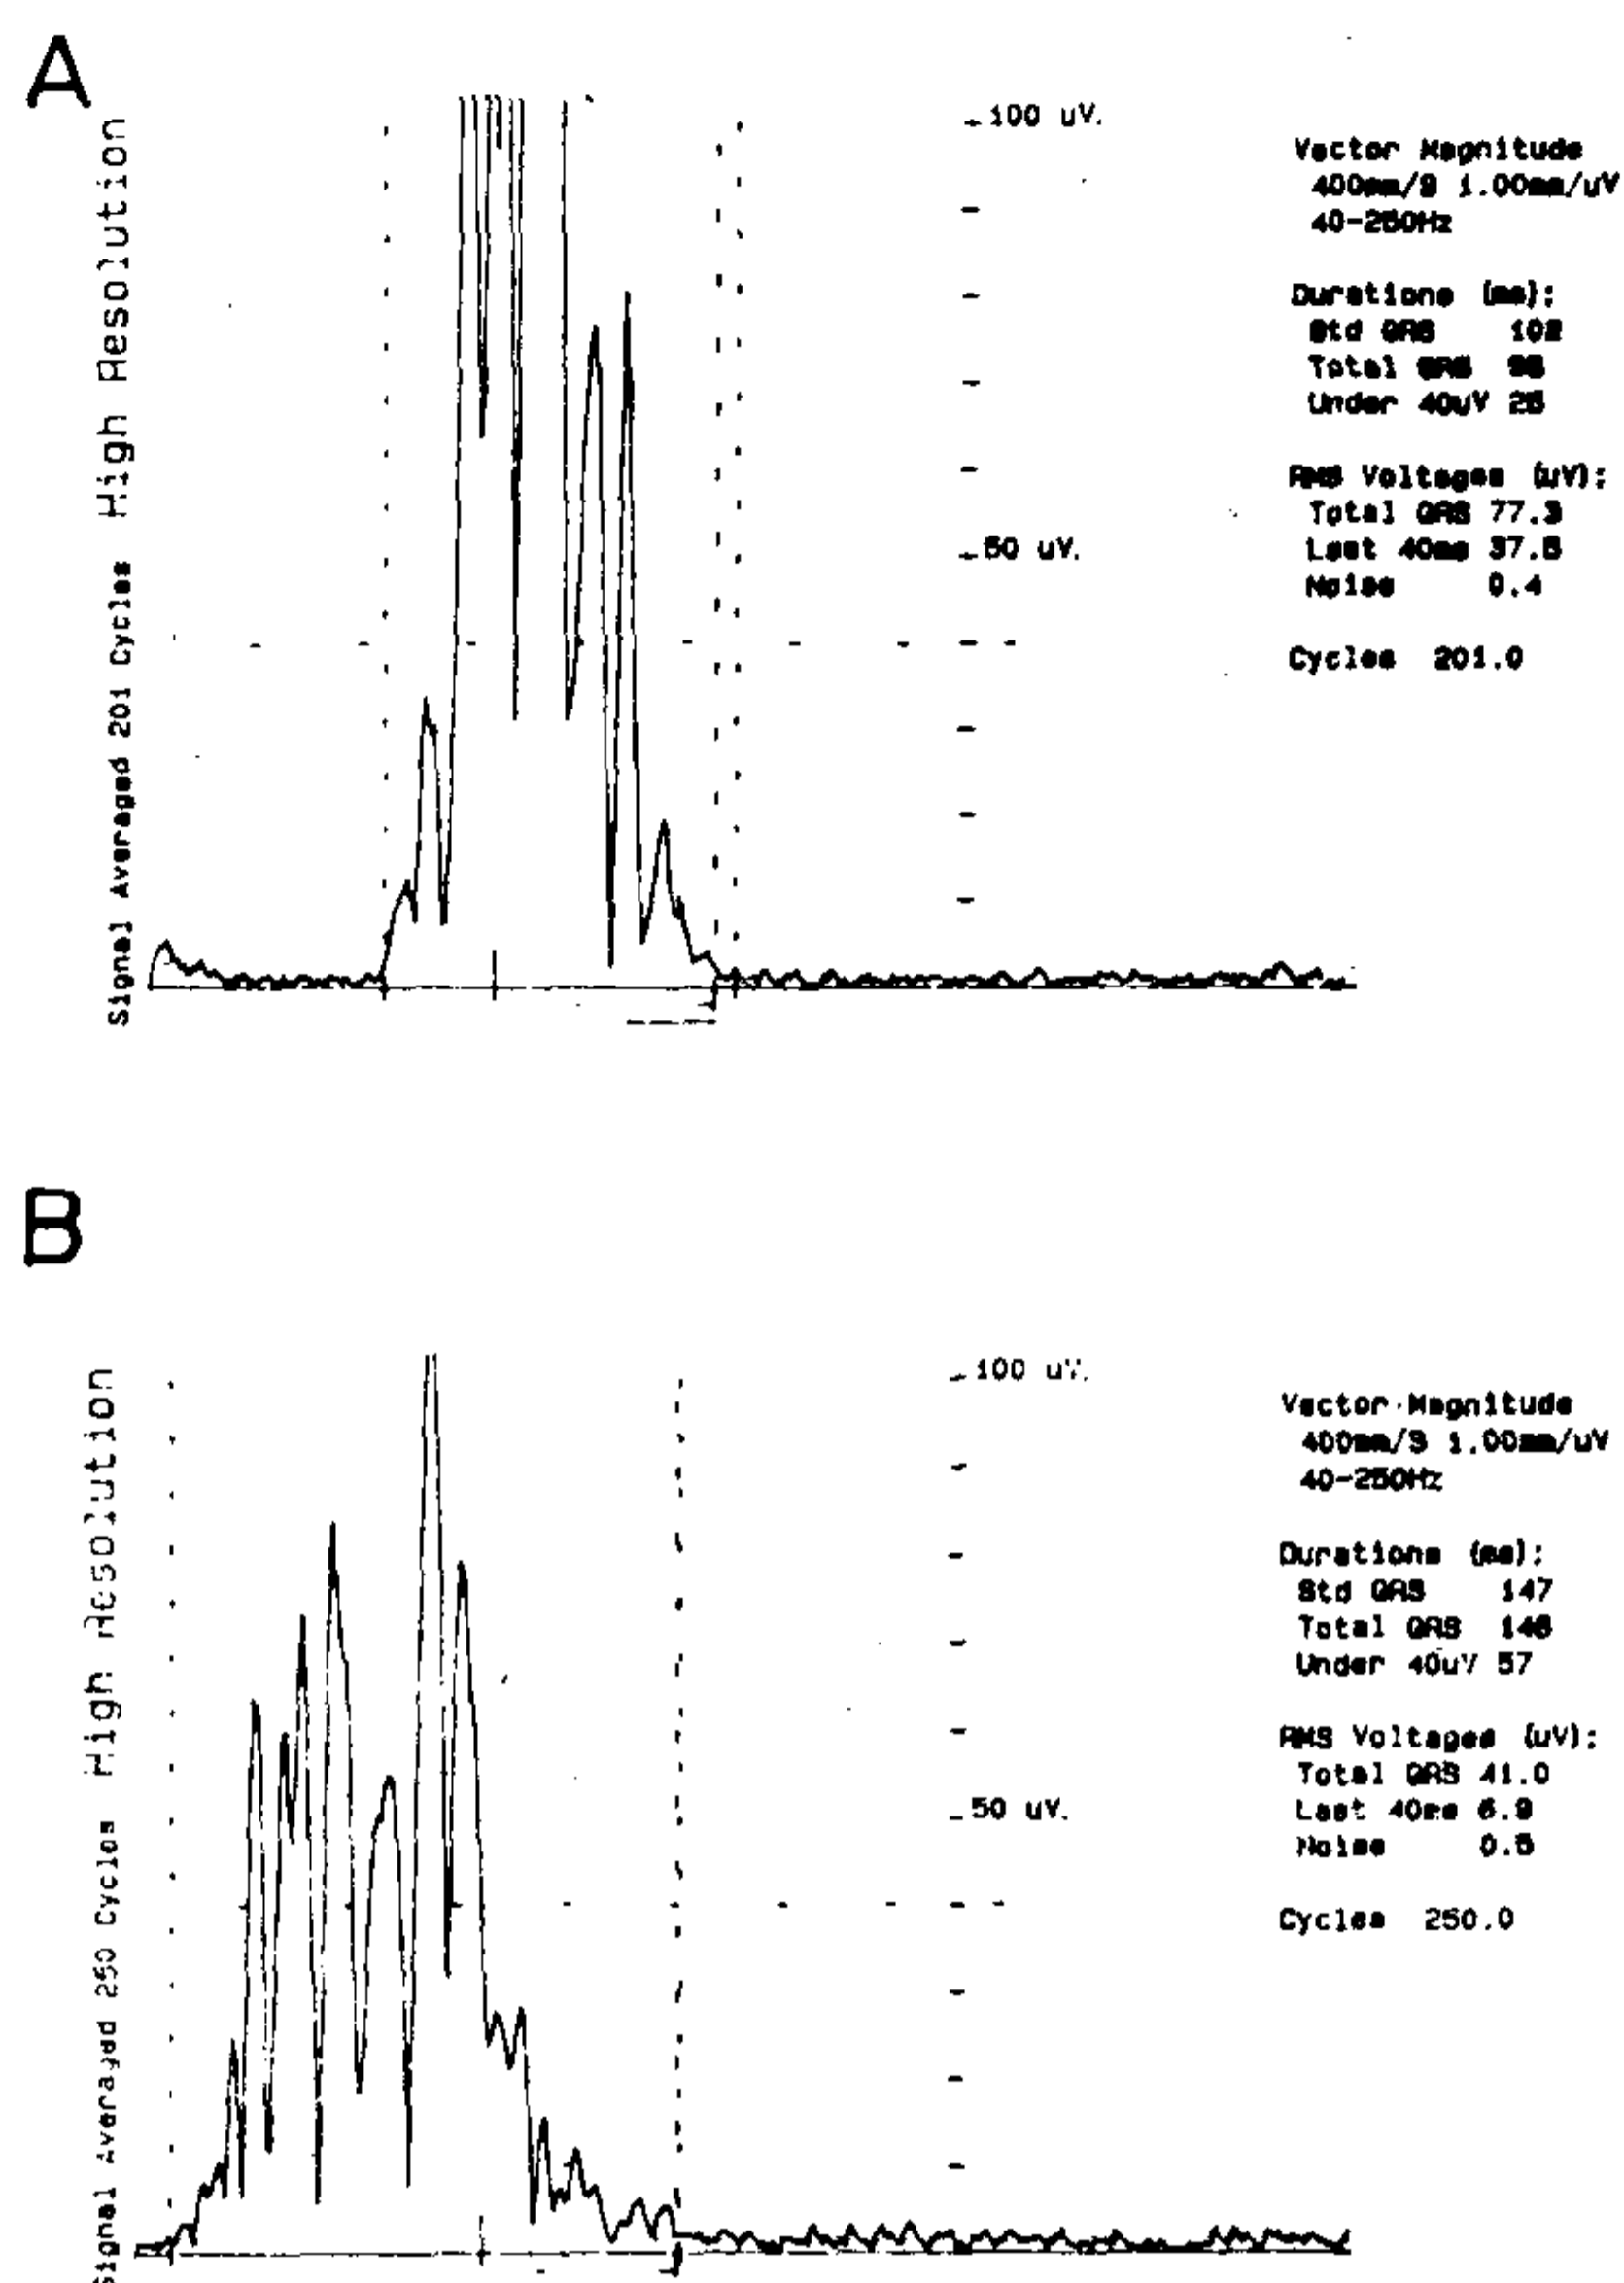 A
High Resolution
Signal Averaged 201 Cycles
100 uV.
50 uV.
Vector Magnitude
400mm/S 1.00mm/uV
40-250Hz
Durations (ms):
Std QRS 102
Total QRS
Under 40uV
RMS Voltages (uV):
Total QRS 77.3
Last 40ms 37.5
Noise 0.4
Cycles 201.0
B
High Resolution
Signal Averaged 250 Cycles
100 uV.
50 uV.
Vector Magnitude
400mm/S 1.00mm/uV
40-250Hz
Durations (ms):
Std QRS 147
Total QRS
Under 40uV 57
RMS Voltages (uV):
Total QRS 41.0
Last 40ms 6.9
Noise 0.5
Cycles 250.0